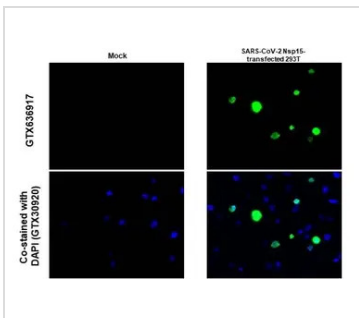 Mock
SARS-CoV-2 Nsp15-
transfected 293T
GTX636917
Co-stained with
DAPI (GTX30920)